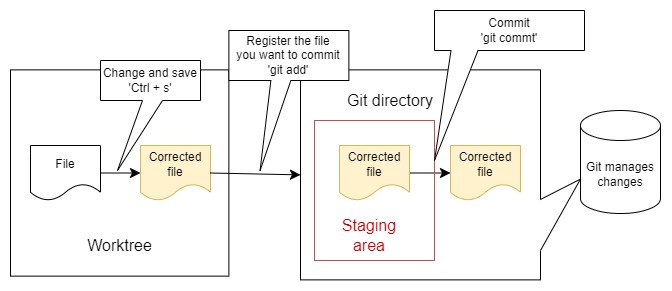 Commit
'git commt'
Register the file
you want to commit
'git add'
Change and save
'Ctrl + s'
Git directory
File
Corrected
file
Corrected
file
Corrected
file
Git manages
changes
Staging
area
Worktree